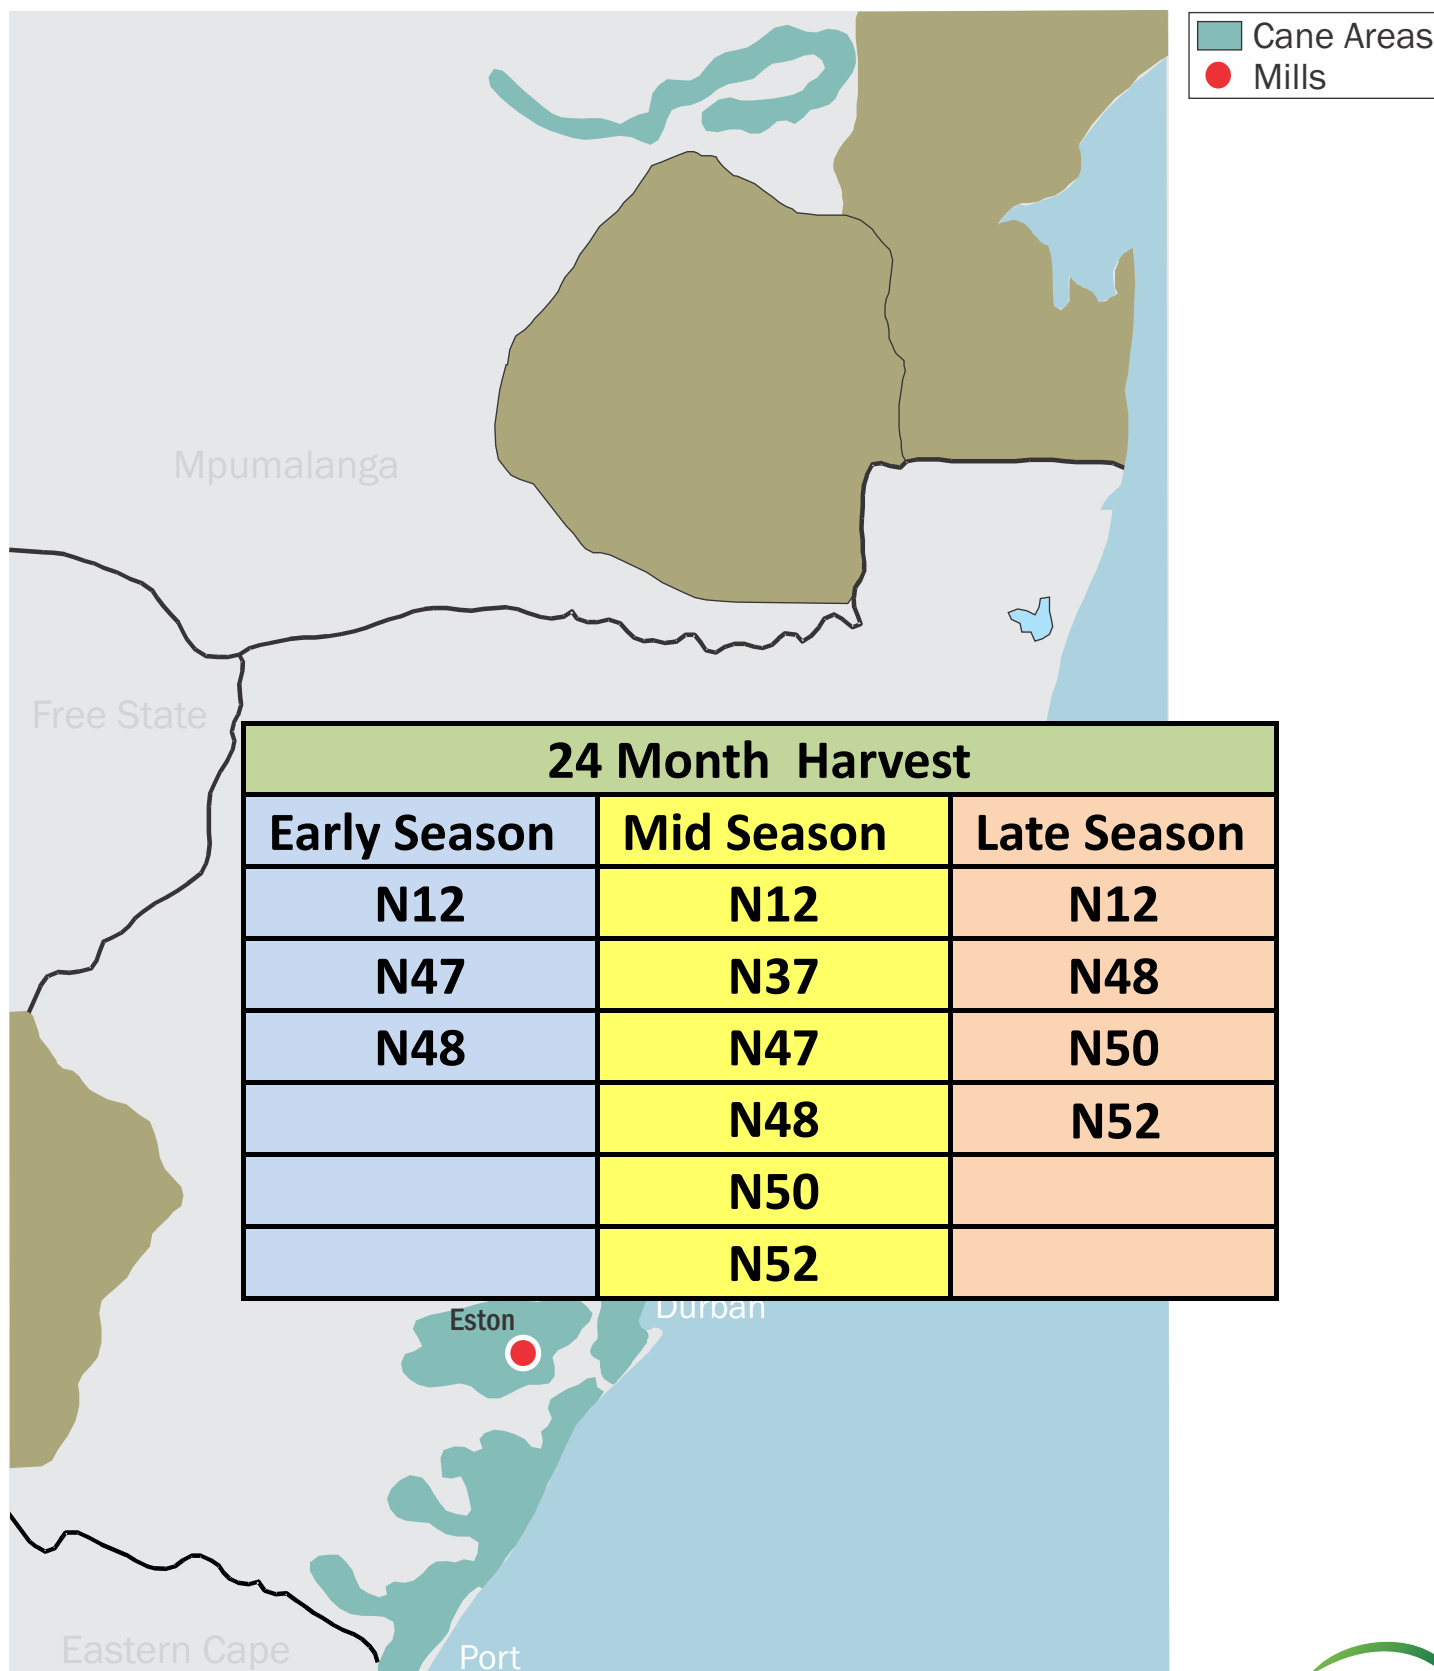 Cane Areas
Mills
Mpumalanga
Free State
24 Month Harvest
Early Season Mid Season Late Season
N12 N12 N12
N47 N37 N48
N48 N47 N50
N48 N52
N50
N52
Eston
Durban
Eastern Cape
Port